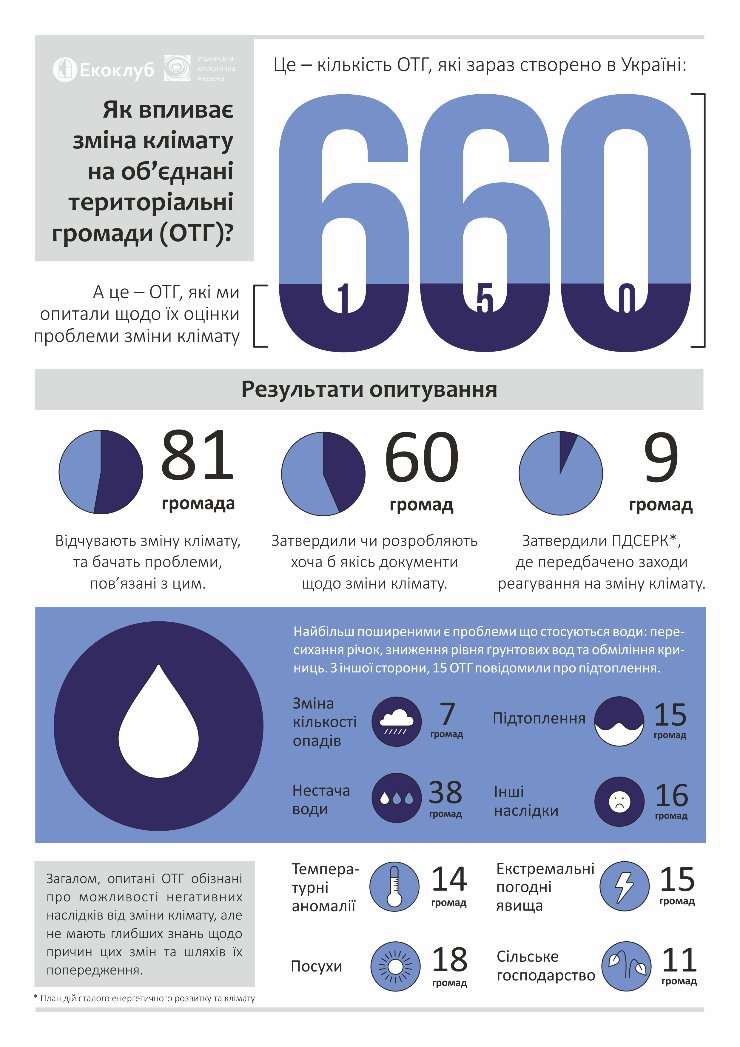 Екоклуб
Українська
кліматична
мережа
Як впливає
зміна клімату
на об’єднані
територіальні
громади (ОТГ)?
Це – кількість ОТГ, які зараз створено в Україні:
660
А це – ОТГ, які ми
опитали щодо їх оцінки
проблеми зміни клімату
150
Результати опитування
81
громада
Відчувають зміну клімату,
та бачать проблеми,
пов’язані з цим.
60
громад
Затвердили чи розробляють
хоча б якісь документи
щодо зміни клімату.
9
громад
Затвердили ПДСЕРК*,
де передбачено заходи
реагування на зміну клімату.
Найбільш поширеними є проблеми що стосуються води: пере-
сихання річок, зниження рівня ґрунтових вод та обміління кри-
ниць. З іншої сторони, 15 ОТГ повідомили про підтоплення.
Зміна
кількості
опадів
7
громад
Підтоплення
15
громад
Нестача
води
38
громад
Інші
наслідки
16
громад
Темпера-
турні
аномалії
14
громад
Екстремальні
погодні
явища
15
громад
Посухи
18
громад
Сільське
господарство
11
громад
Загалом, опитані ОТГ обізнані
про можливості негативних
наслідків від зміни клімату, але
не мають глибших знань щодо
причин цих змін та шляхів їх
попередження.
* План дій сталого енергетичного розвитку та клімату